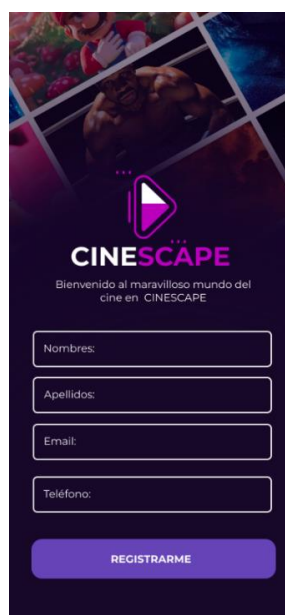 CINESCAPE
Bienvenido al maravilloso mundo del
cine en CINESCAPE
Nombres:
Apellidos:
Email:
Teléfono:
REGISTRARME